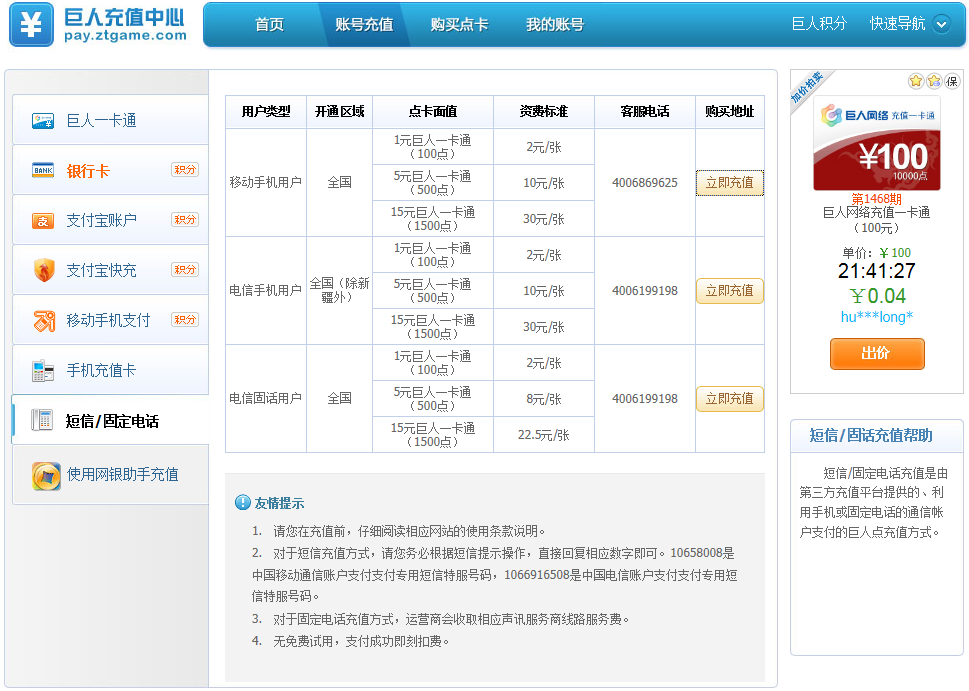 巨人充值中心
pay.ztgame.com
首页 账号充值 购买点卡 我的账号 巨人积分 快速导航
巨人一卡通
银行卡 积分
支付宝账户 积分
支付宝快充 积分
移动手机支付 积分
手机充值卡
短信/固定电话
使用网银助手充值
用户类型 开通区域 点卡面值 资费标准 客服电话 购买地址
移动手机用户 全国 4006869625 立即充值
1元巨人一卡通
（100点） 2元/张
5元巨人一卡通
（500点） 10元/张
15元巨人一卡通
（1500点） 30元/张
电信手机用户 全国（除新
疆外） 4006199198 立即充值
1元巨人一卡通
（100点） 2元/张
5元巨人一卡通
（500点） 10元/张
15元巨人一卡通
（1500点） 30元/张
电信固话用户 全国 4006199198 立即充值
1元巨人一卡通
（100点） 2元/张
5元巨人一卡通
（500点） 8元/张
15元巨人一卡通
（1500点） 22.5元/张
友情提示
1. 请您在充值前，仔细阅读相应网站的使用条款说明。
2. 对于短信充值方式，请您务必根据短信提示操作，直接回复相应数字即可。10658008是
中国移动通信账户支付支付专用短信特服号码，1066916508是中国电信账户支付支付专用短
信特服号码。
3. 对于固定电话充值方式，运营商会收取相应声讯服务商线路服务费。
4. 无免费试用，支付成功即刻扣费。
加价拍卖
保
巨人网络 充值一卡通
¥100
10000点
第1468期
巨人网络充值一卡通
（100元）
单价：￥100
21:41:27
￥0.04
hu***long*
出价
短信/固话充值帮助
短信/固定电话充值是由
第三方充值平台提供的、利
用手机或固定电话的通信帐
户支付的巨人点充值方式。
BANK